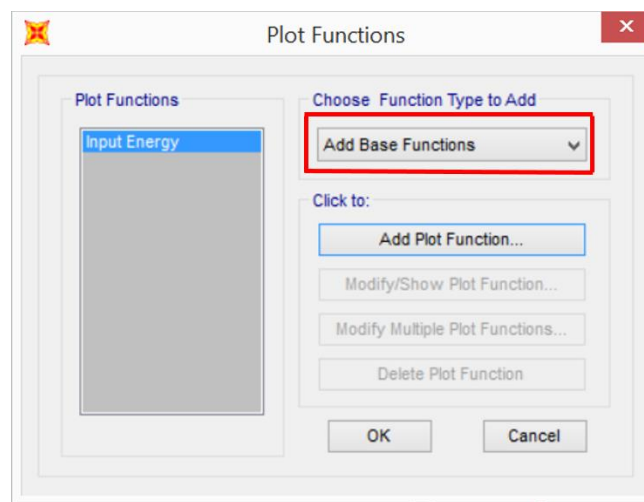 Plot Functions
Plot Functions
Input Energy
Choose Function Type to Add
Add Base Functions
Click to:
Add Plot Function...
Modify/Show Plot Function...
Modify Multiple Plot Functions...
Delete Plot Function
OK
Cancel